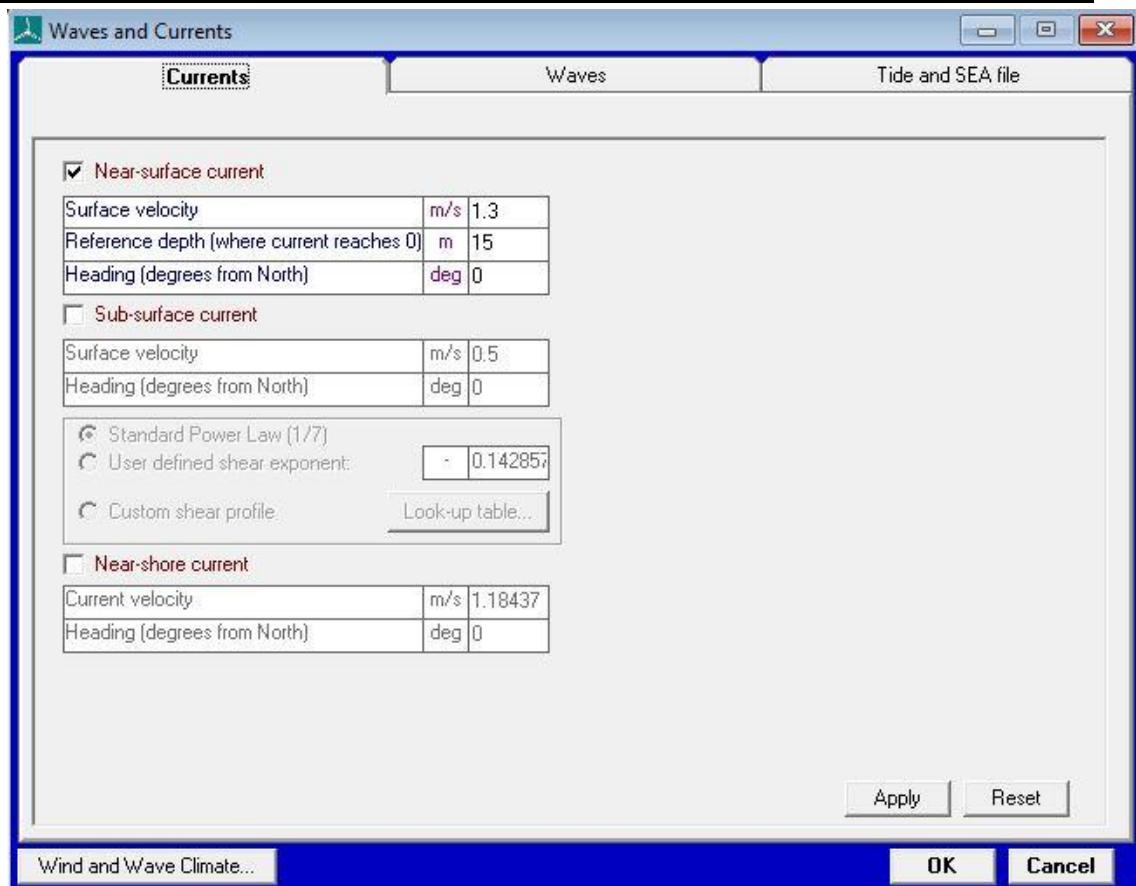 Waves and Currents
Currents Waves Tide and SEA file
Near-surface current
Surface velocity m/s 1.3
Reference depth (where current reaches 0) m 15
Heading (degrees from North) deg 0
Sub-surface current
Surface velocity m/s 0.5
Heading (degrees from North) deg 0
Standard Power Law (1/7)
User defined shear exponent: - 0.142857
Custom shear profile Look-up table...
Near-shore current
Current velocity m/s 1.18437
Heading (degrees from North) deg 0
Apply Reset
Wind and Wave Climate... OK Cancel